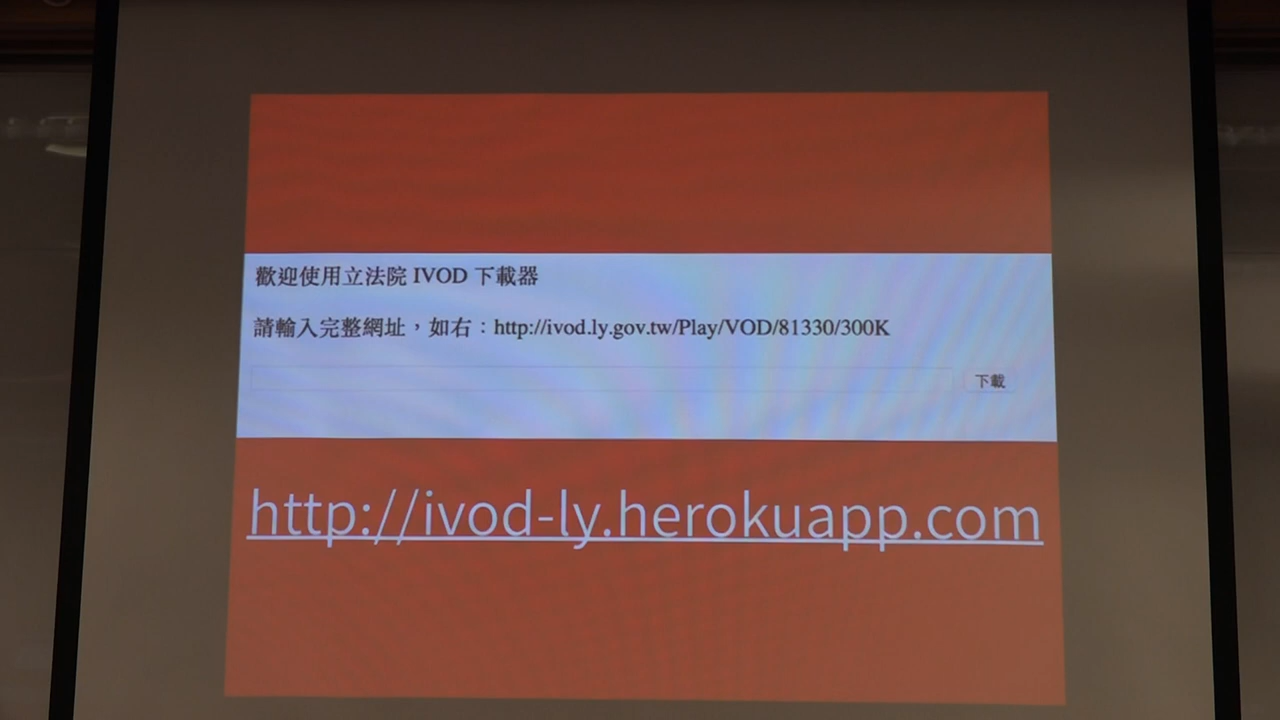 歡迎使用立法院 IVOD 下載器
請輸入完整網址，如右：http://ivod.ly.gov.tw/Play/VOD/81330/300K
下載
http://ivod-ly.herokuapp.com